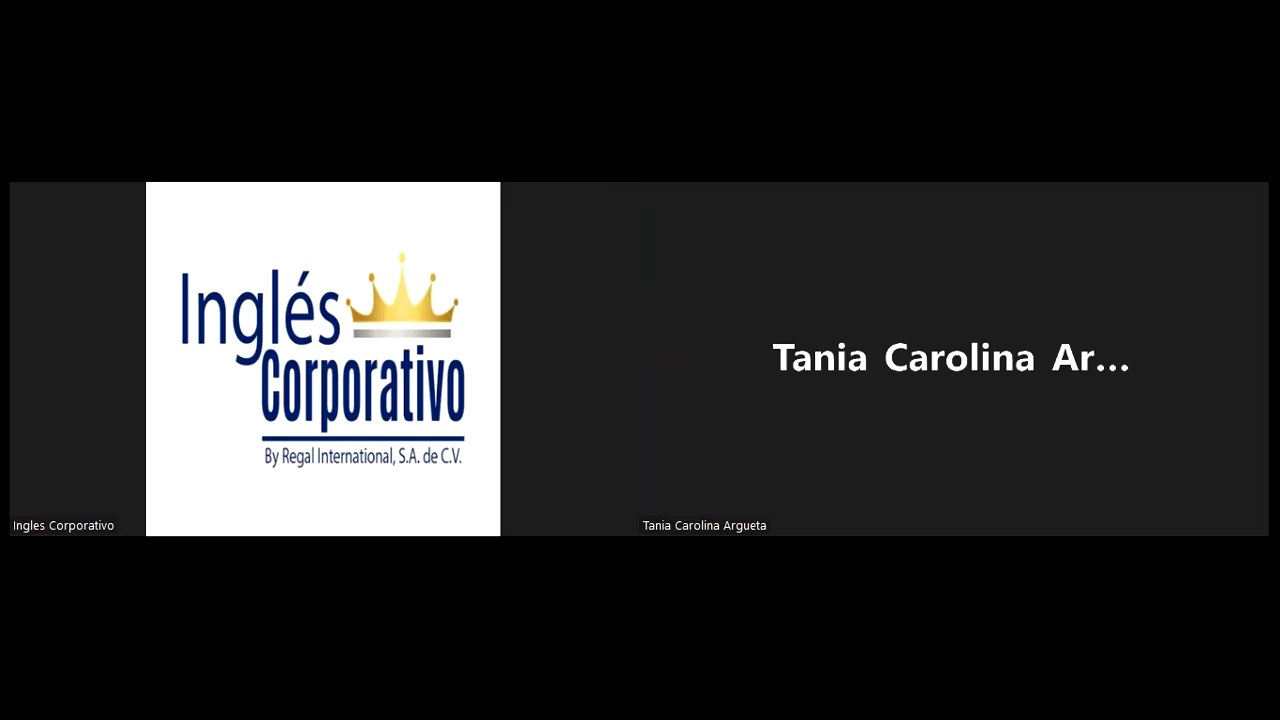 Inglés
Corporativo
By Regal International, S.A. de C.V.
Tania Carolina Ar...
Ingles Corporativo
Tania Carolina Argueta